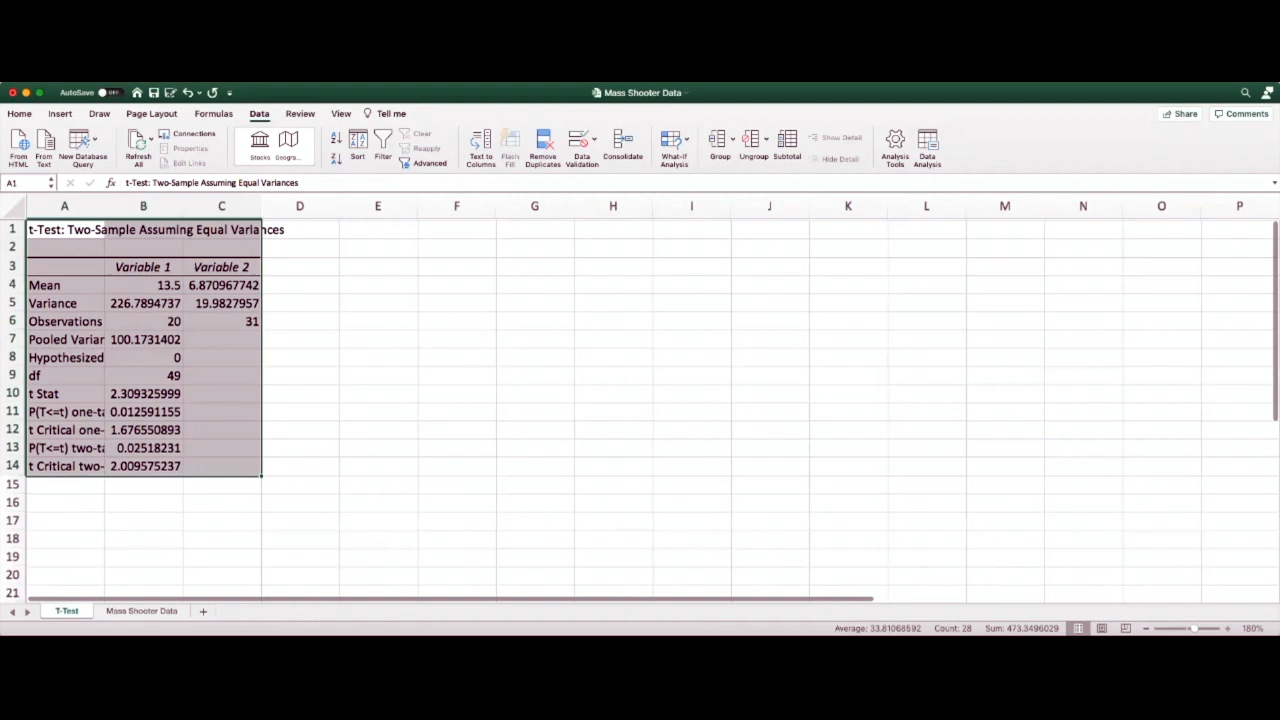 AutoSave OFF
Mass Shooter Data
Home Insert Draw Page Layout Formulas Data Review View Tell me
Share Comments
From HTML
From Text
New Database Query
Refresh All
Connections
Properties
Edit Links
Stocks Geogra...
Sort
Filter
Clear
Reapply
Advanced
Text to Columns
Flash Fill
Remove Duplicates
Data Validation
Consolidate
What-If Analysis
Group
Ungroup
Subtotal
Show Detail
Hide Detail
Analysis Tools
Data Analysis
A1 fx t-Test: Two-Sample Assuming Equal Variances
A B C D E F G H I J K L M N O P
1 t-Test: Two-Sample Assuming Equal Variances
2
3 Variable 1 Variable 2
4 Mean 13.5 6.870967742
5 Variance 226.7894737 19.9827957
6 Observations 20 31
7 Pooled Varian 100.1731402
8 Hypothesized 0
9 df 49
10 t Stat 2.309325999
11 P(T<=t) one-ta 0.012591155
12 t Critical one- 1.676550893
13 P(T<=t) two-ta 0.02518231
14 t Critical two- 2.009575237
15
16
17
18
19
20
21
T-Test Mass Shooter Data +
Average: 33.81068592 Count: 28 Sum: 473.3496029 180%